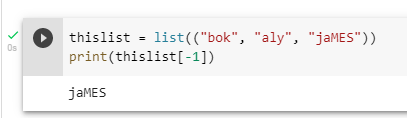 thislist = list(("bok", "aly", "jaMES"))
0s
print(thislist[-1])
jaMES